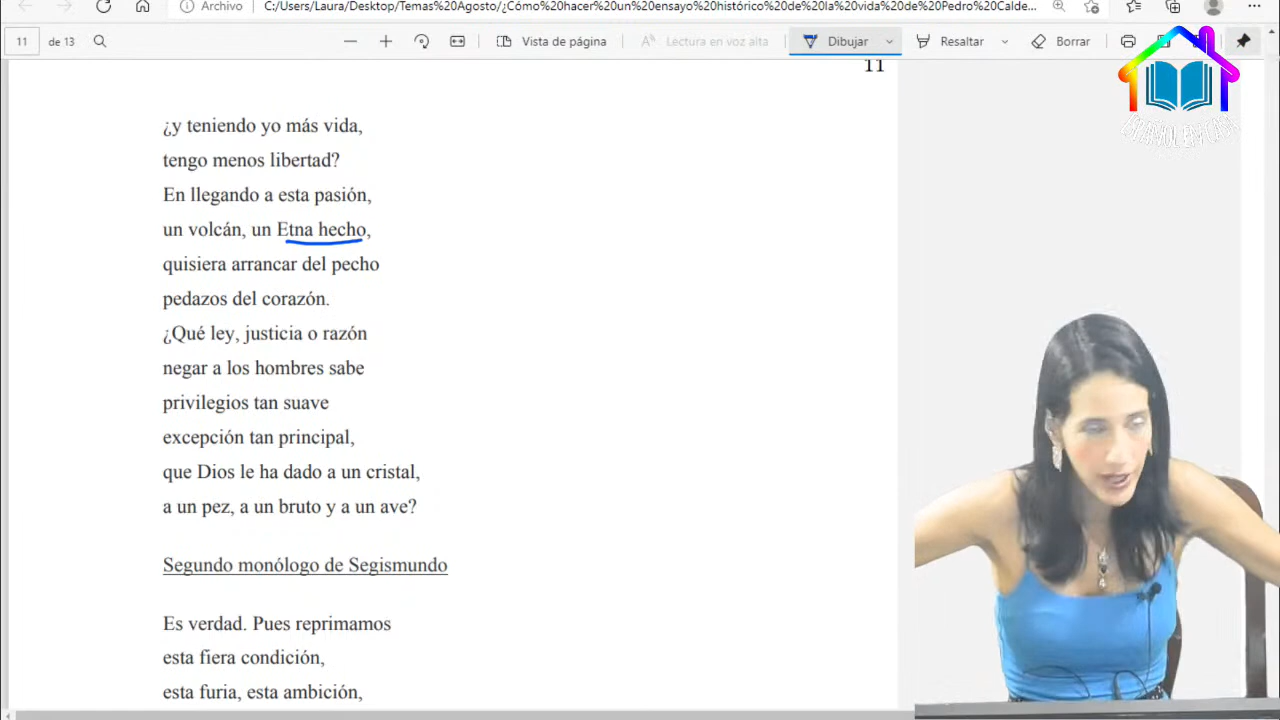 Archivo
C:/Users/Laura/Desktop/Temas%20Agosto/¿Cómo%20hacer%20un%20ensayo%20histórico%20de%20la%20vida%20de%20Pedro%20Calde...
11 de 13
Vista de página
Lectura en voz alta
Dibujar
Resaltar
Borrar
11
¿y teniendo yo más vida,
tengo menos libertad?
En llegando a esta pasión,
un volcán, un Etna hecho,
quisiera arrancar del pecho
pedazos del corazón.
¿Qué ley, justicia o razón
negar a los hombres sabe
privilegios tan suave
excepción tan principal,
que Dios le ha dado a un cristal,
a un pez, a un bruto y a un ave?
Segundo monólogo de Segismundo
Es verdad. Pues reprimamos
esta fiera condición,
esta furia, esta ambición,